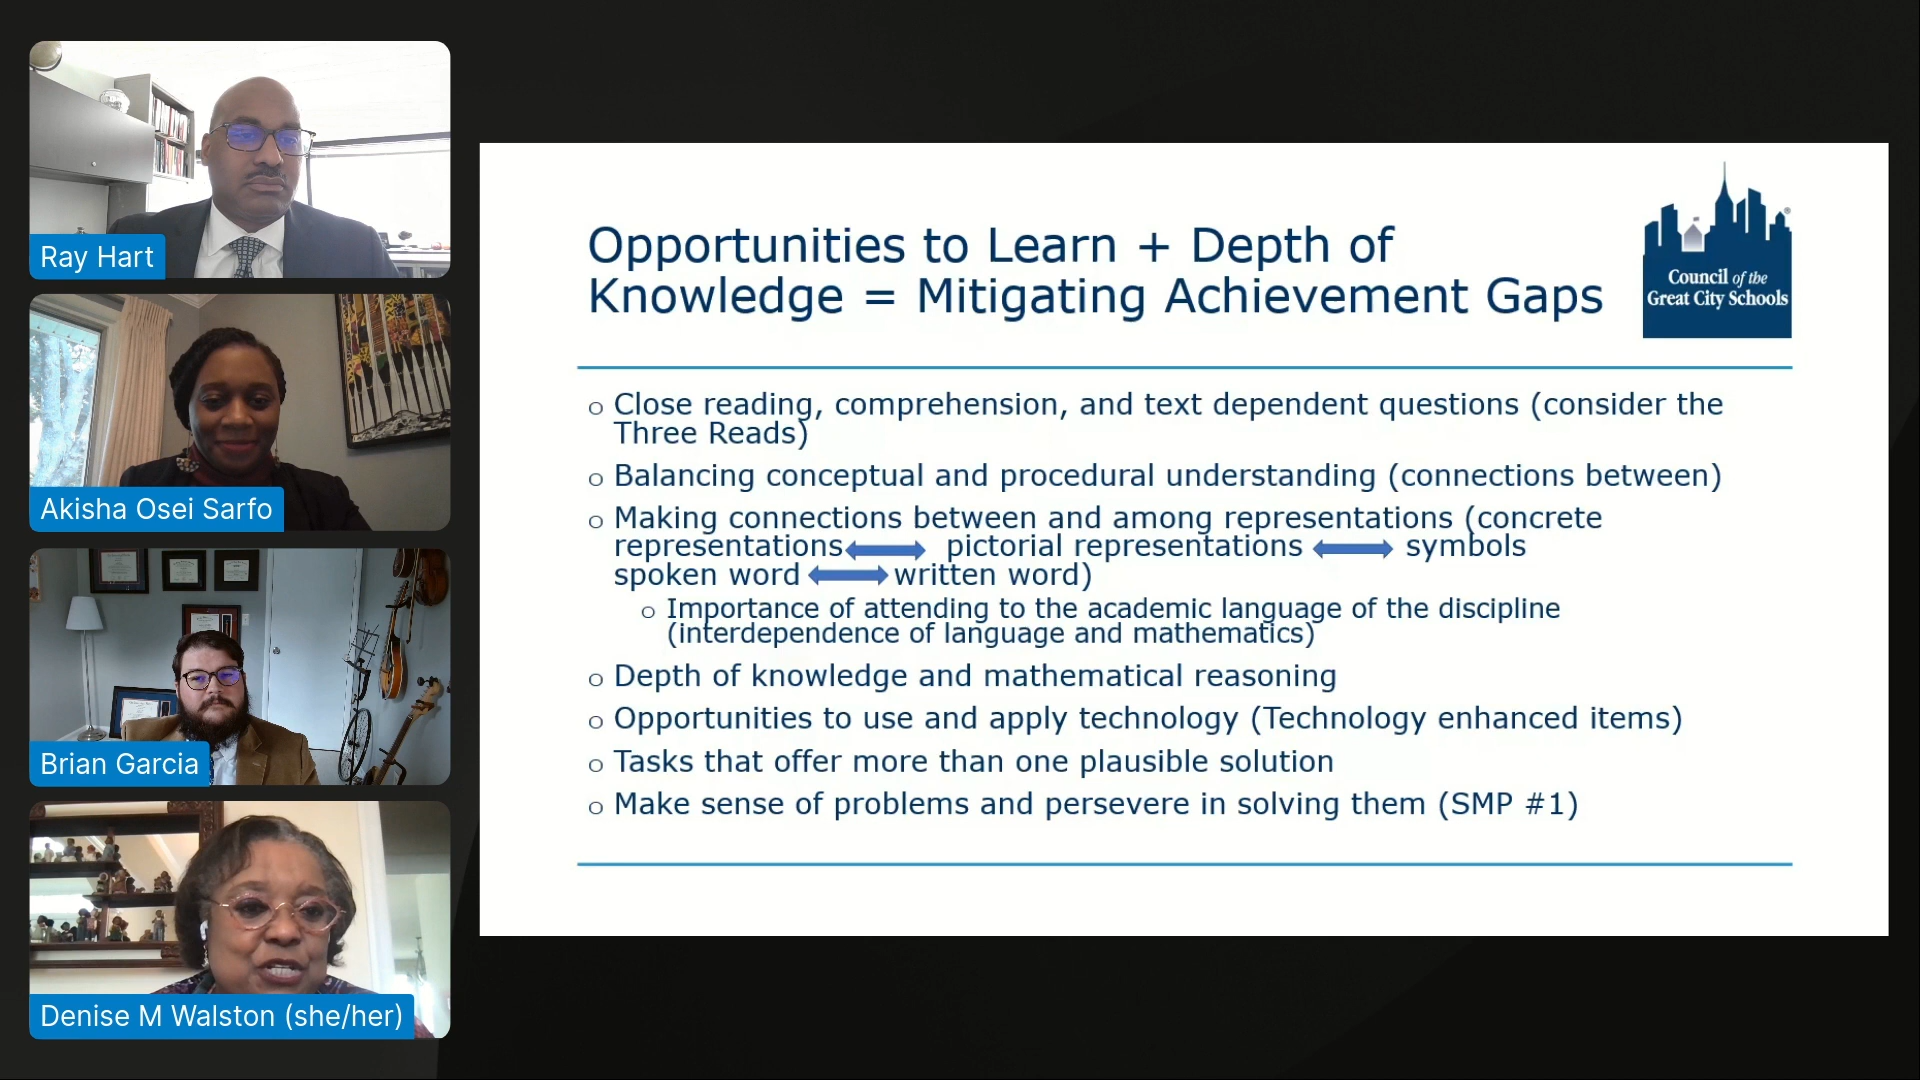 Ray Hart
Akisha Osei Sarfo
Brian Garcia
Denise M Walston (she/her)
Opportunities to Learn + Depth of
Knowledge = Mitigating Achievement Gaps
Council of the
Great City Schools
®
o Close reading, comprehension, and text dependent questions (consider the
Three Reads)
o Balancing conceptual and procedural understanding (connections between)
o Making connections between and among representations (concrete
representations pictorial representations symbols
spoken word written word)
o Importance of attending to the academic language of the discipline
(interdependence of language and mathematics)
o Depth of knowledge and mathematical reasoning
o Opportunities to use and apply technology (Technology enhanced items)
o Tasks that offer more than one plausible solution
o Make sense of problems and persevere in solving them (SMP #1)